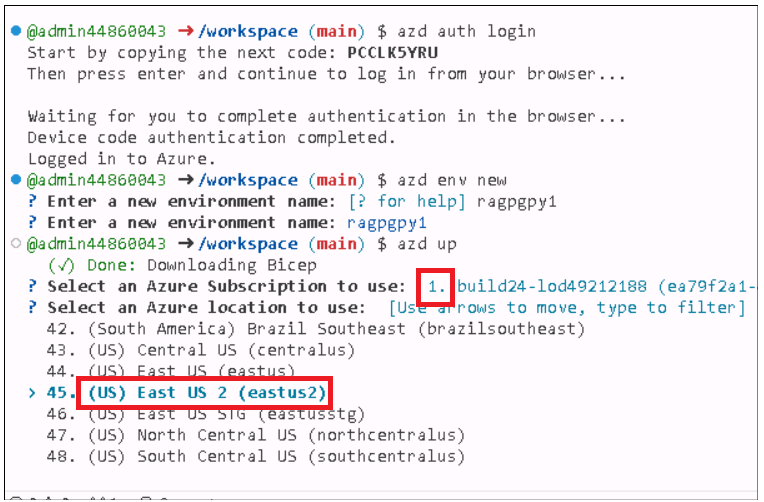 @admin44860043 → /workspace (main) $ azd auth login
Start by copying the next code: PCCLK5YRU
Then press enter and continue to log in from your browser...
Waiting for you to complete authentication in the browser...
Device code authentication completed.
Logged in to Azure.
@admin44860043 → /workspace (main) $ azd env new
? Enter a new environment name: [? for help] ragpgpy1
? Enter a new environment name: ragpgpy1
@admin44860043 → /workspace (main) $ azd up
(✓) Done: Downloading Bicep
? Select an Azure Subscription to use: 1. build24-lod49212188 (ea79f2a1-
? Select an Azure location to use: [Use arrows to move, type to filter]
42. (South America) Brazil Southeast (brazilsoutheast)
43. (US) Central US (centralus)
44. (US) East US (eastus)
> 45. (US) East US 2 (eastus2)
46. (US) East US STG (eastusstg)
47. (US) North Central US (northcentralus)
48. (US) South Central US (southcentralus)